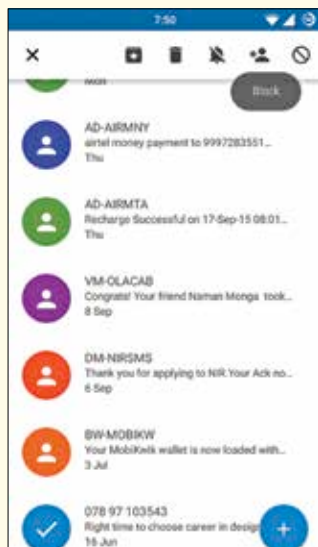 7:50
Mon
Block
AD-AIRMNY
airtel money payment to 9997283551...
Thu
AD-AIRMTA
Recharge Successful on 17-Sep-15 08:01...
Thu
VM-OLACAB
Congrats! Your friend Naman Monga took...
8 Sep
DM-NIRSMS
Thank you for applying to NIR.Your Ack no...
6 Sep
BW-MOBIKW
Your MobiKwik wallet is now loaded with...
3 Jul
078 97 103543
Right time to choose career in design
16 Jun